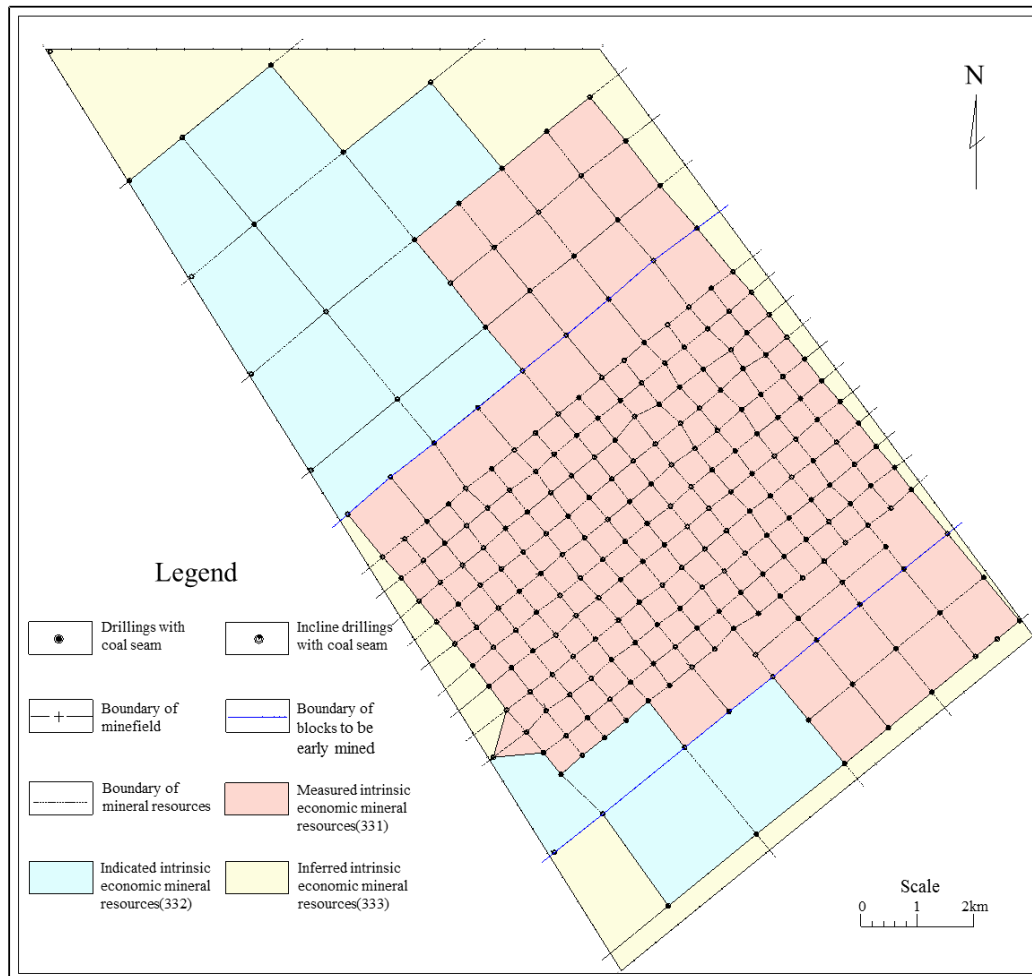 N
Legend
Drillings with
coal seam
Incline drillings
with coal seam
Boundary of
minefield
Boundary of
blocks to be
early mined
Boundary of
mineral resources
Measured intrinsic
economic mineral
resources(331)
Indicated intrinsic
economic mineral
resources(332)
Inferred intrinsic
economic mineral
resources(333)
Scale
0 1 2km